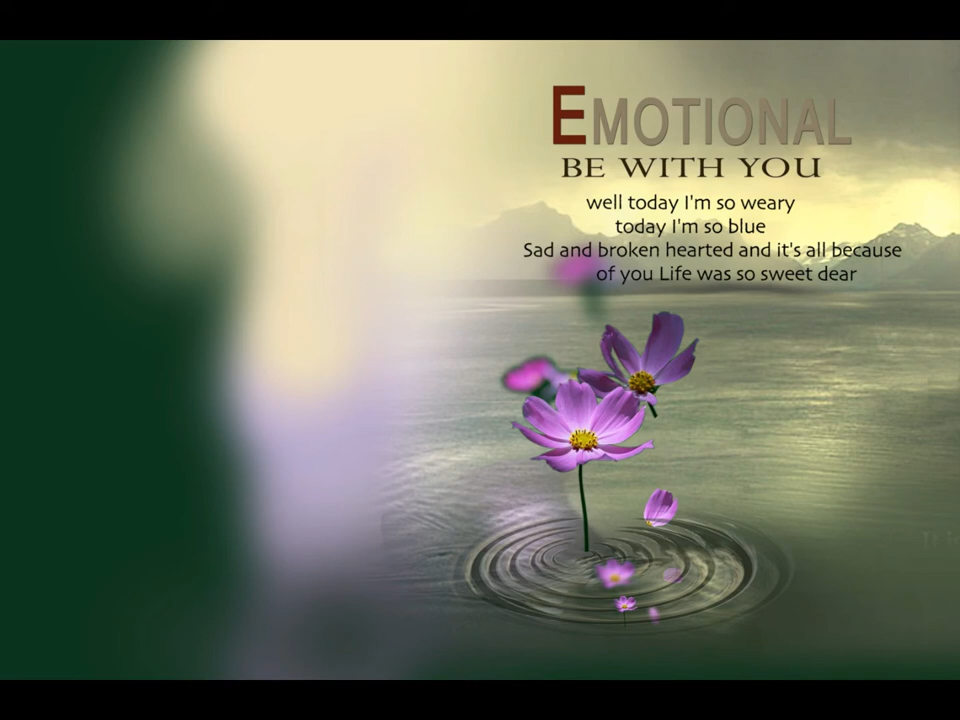 EMOTIONAL
BE WITH YOU
well today I'm so weary
today I'm so blue
Sad and broken hearted and it's all because
of you Life was so sweet dear